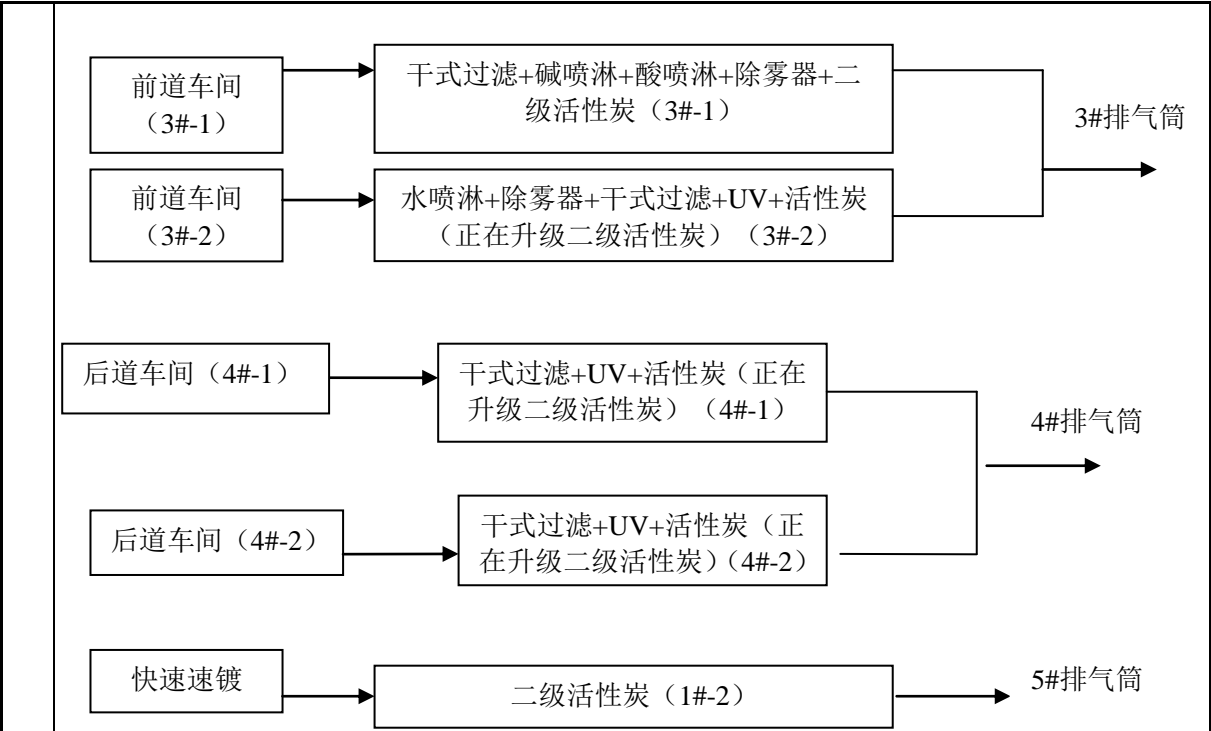 前道车间
（3#-1）
干式过滤+碱喷淋+酸喷淋+除雾器+二
级活性炭（3#-1）
3#排气筒
前道车间
（3#-2）
水喷淋+除雾器+干式过滤+UV+活性炭
（正在升级二级活性炭）（3#-2）
后道车间（4#-1）
干式过滤+UV+活性炭（正在
升级二级活性炭）（4#-1）
4#排气筒
后道车间（4#-2）
干式过滤+UV+活性炭（正
在升级二级活性炭）（4#-2）
快速速镀
二级活性炭（1#-2）
5#排气筒